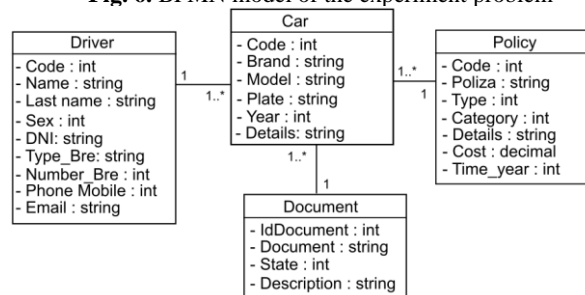 Fig. 6. BPMN model of the experiment problem
Driver
- Code : int
- Name : string
- Last name : string
- Sex : int
- DNI: string
- Type_Bre: string
- Number_Bre : int
- Phone Mobile : int
- Email : string
1
1..*
Car
- Code : int
- Brand : string
- Model : string
- Plate : string
- Year : int
- Details: string
1..*
1
Policy
- Code : int
- Poliza : string
- Type : int
- Category : int
- Details : string
- Cost : decimal
- Time_year : int
1..*
1
Document
- IdDocument : int
- Document : string
- State : int
- Description : string